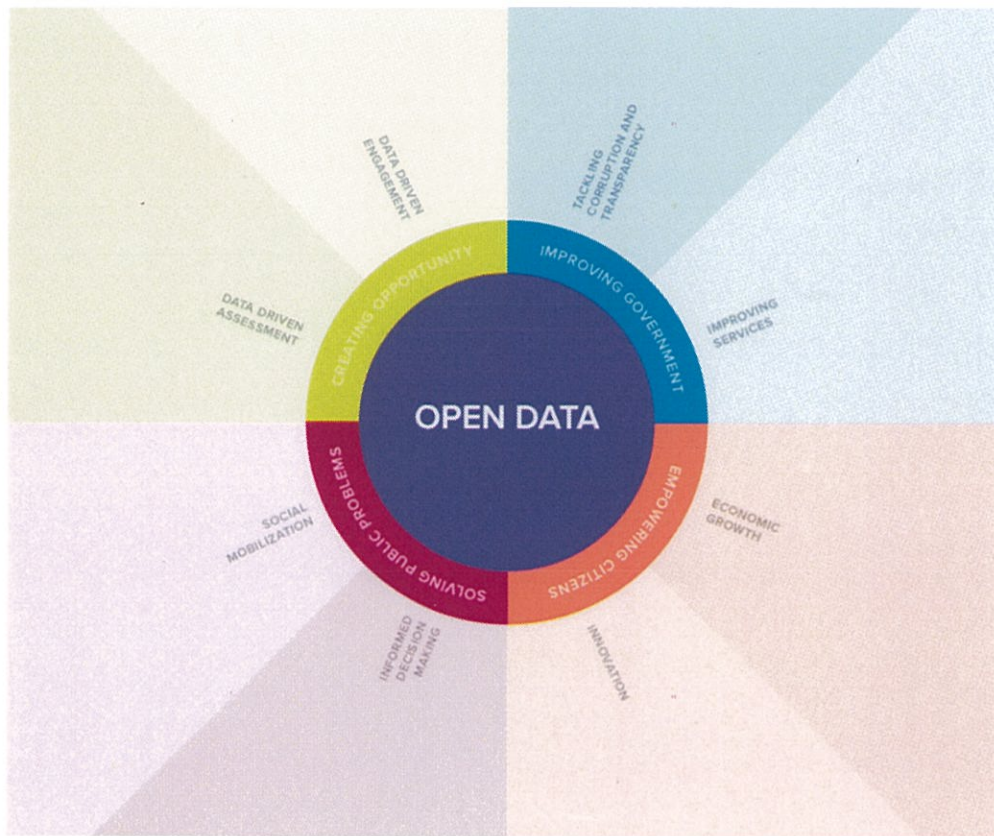 DATA DRIVEN
ENGAGEMENT
TACKLING
CORRUPTION AND
TRANSPARENCY
CREATING OPPORTUNITY
IMPROVING GOVERNMENT
DATA DRIVEN
ASSESSMENT
IMPROVING
SERVICES
OPEN DATA
SOCIAL
MOBILIZATION
SOLVING PUBLIC PROBLEMS
EMPOWERING CITIZENS
ECONOMIC
GROWTH
INFORMED
DECISION
MAKING
INNOVATION